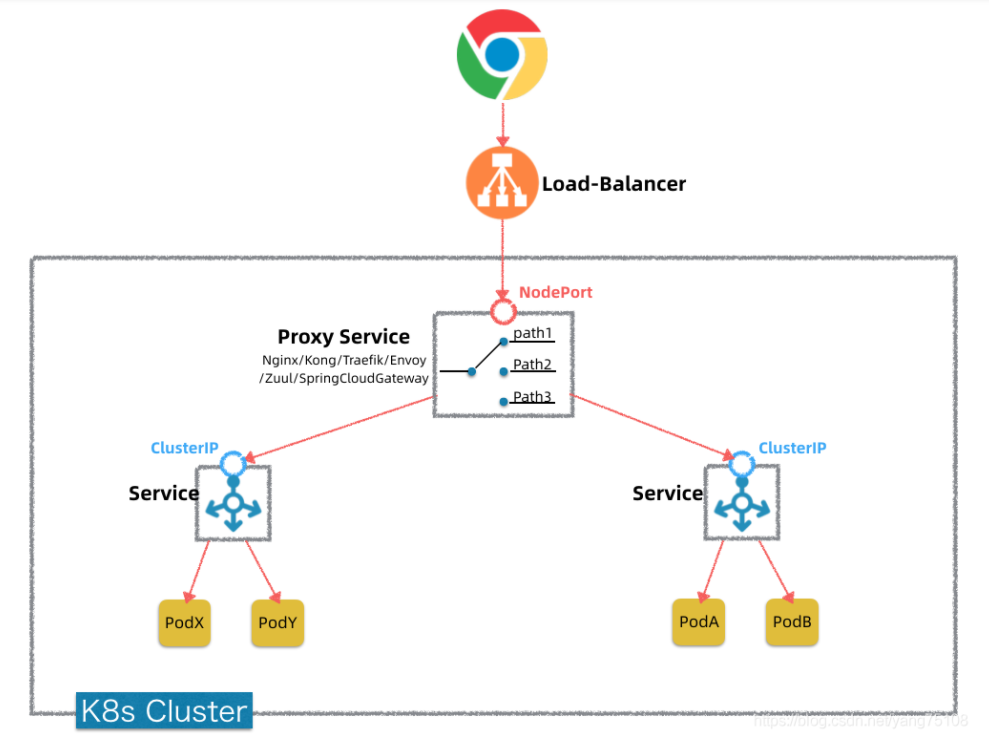 Load-Balancer
NodePort
Proxy Service
Nginx/Kong/Traefik/Envoy
/Zuul/SpringCloudGateway
path1
Path2
Path3
ClusterIP
Service
ClusterIP
Service
PodX
PodY
PodA
PodB
K8s Cluster
https://blog.csdn.net/yang75108